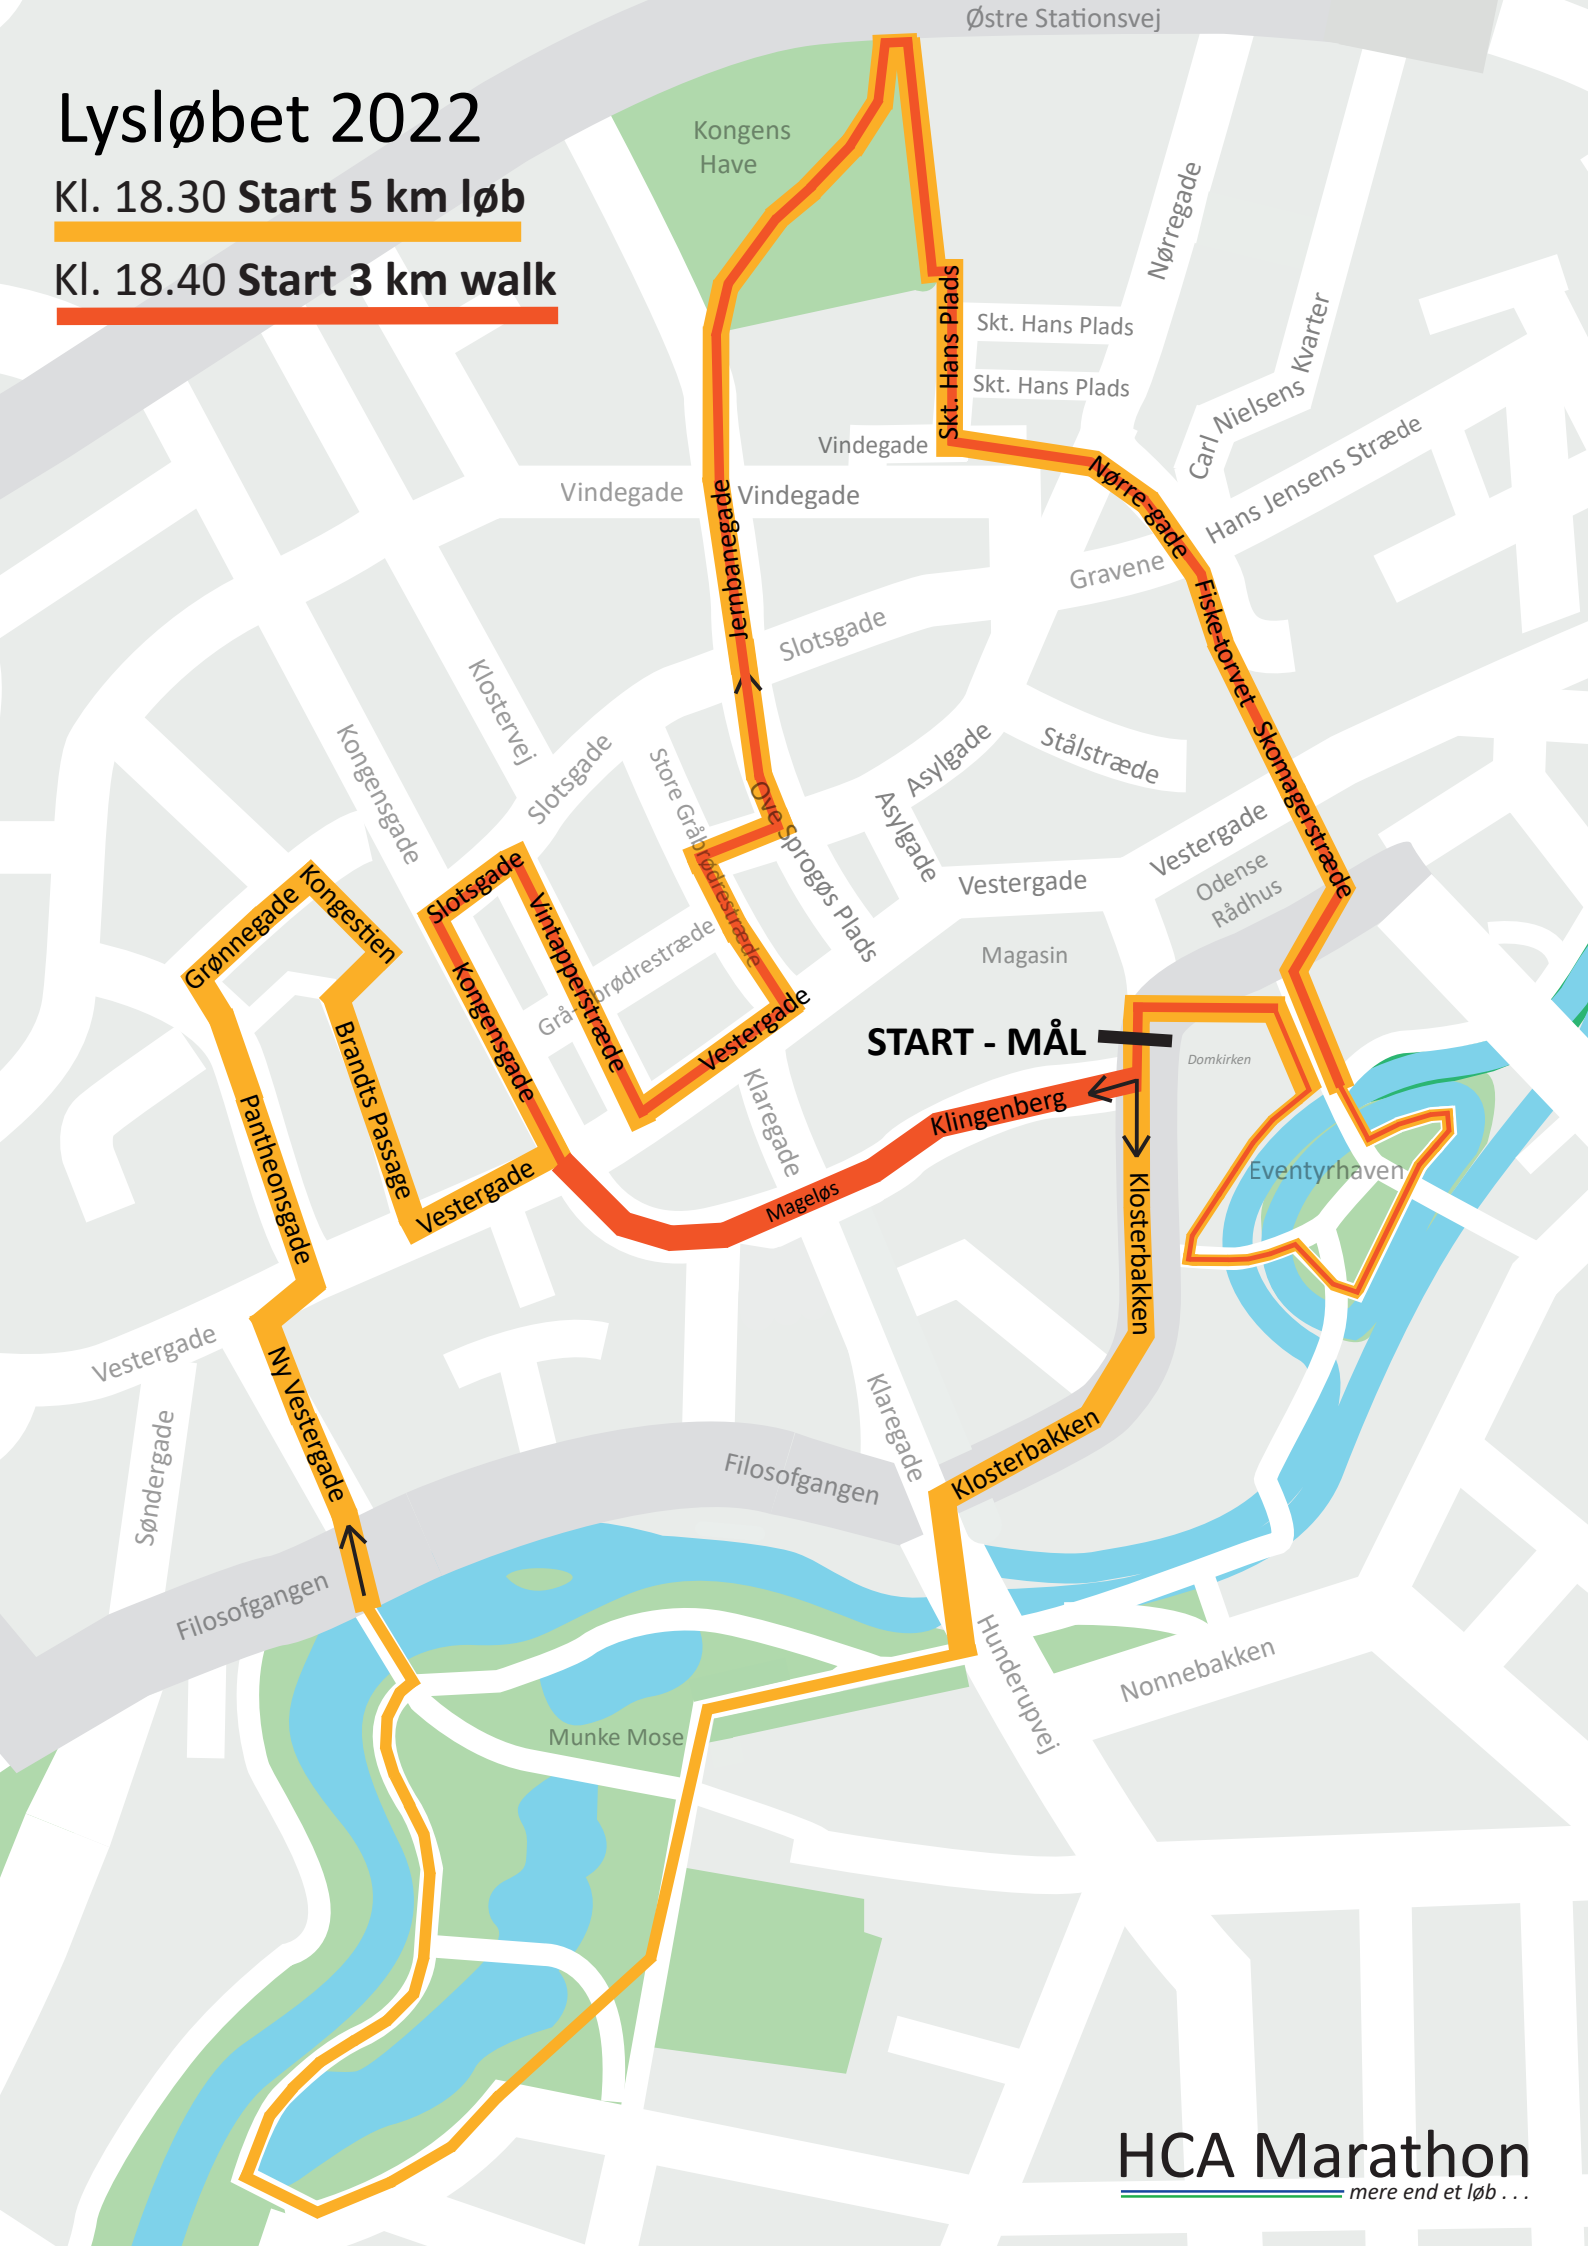 Østre Stationsvej
Lysløbet 2022
Kl. 18.30 Start 5 km løb
Kl. 18.40 Start 3 km walk
Kongens
Have
Nørregade
Skt. Hans Plads
Skt. Hans Plads
Skt. Hans Plads
Carl Nielsens Kvarter
Vindegade
Vindegade
Vindegade
Hans Jensens Stræde
Nørre-gade
Jernbanegade
Gravene
Fiske-torvet
Slotsgade
Klostervej
Kongensgade
Slotsgade
Store Gråbrødrestræde
Ove Sprogøs Plads
Asylgade
Asylgade
Stålstræde
Skomagerstræde
Vestergade
Vestergade
Odense
Rådhus
Magasin
Kongestien
Grønnegade
Slotsgade
Vintapperstræde
Kongensgade
Grå-brødrestræde
Vestergade
START - MÅL
Domkirken
Brandts Passage
Pantheonsgade
Klaregade
Klingenberg
Mageløs
Eventyrhaven
Vestergade
Klosterbakken
Vestergade
Ny Vestergade
Søndergade
Klaregade
Klosterbakken
Filosofgangen
Filosofgangen
Hunderupvej
Nonnebakken
Munke Mose
HCA Marathon
mere end et løb . . .